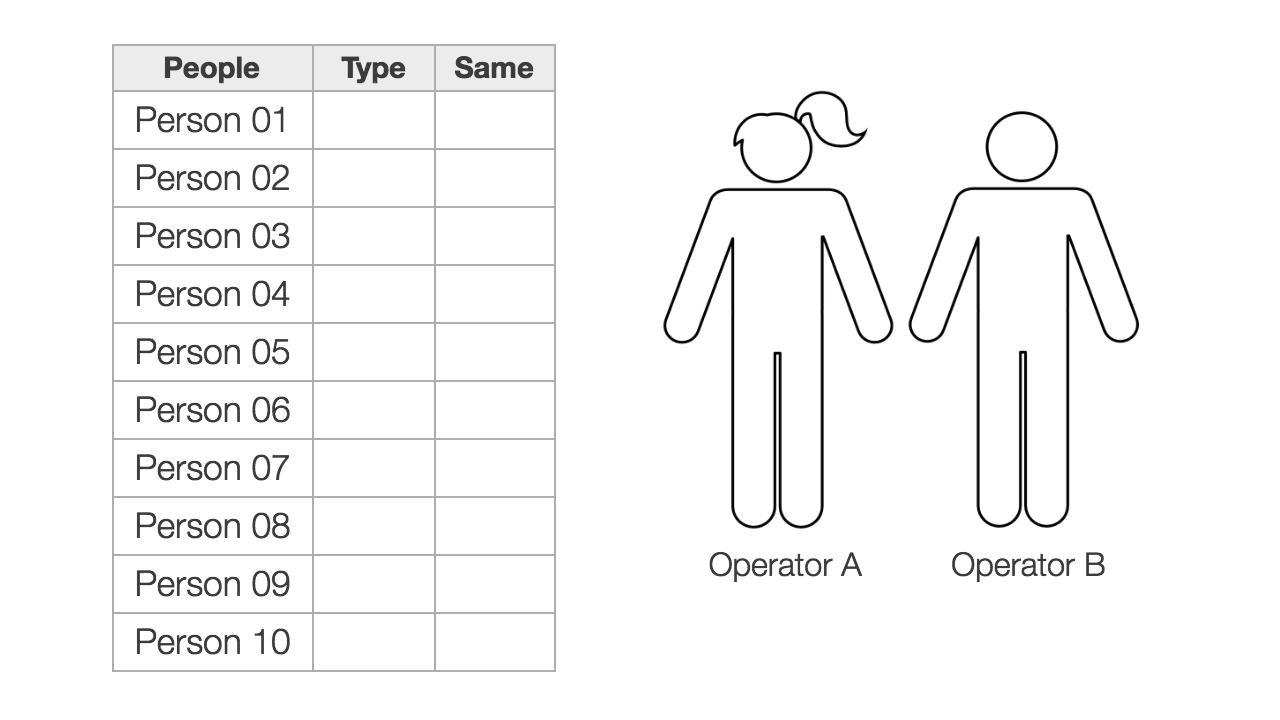 People Type Same
Person 01
Person 02
Person 03
Person 04
Person 05
Person 06
Person 07
Person 08
Person 09
Person 10
Operator A Operator B